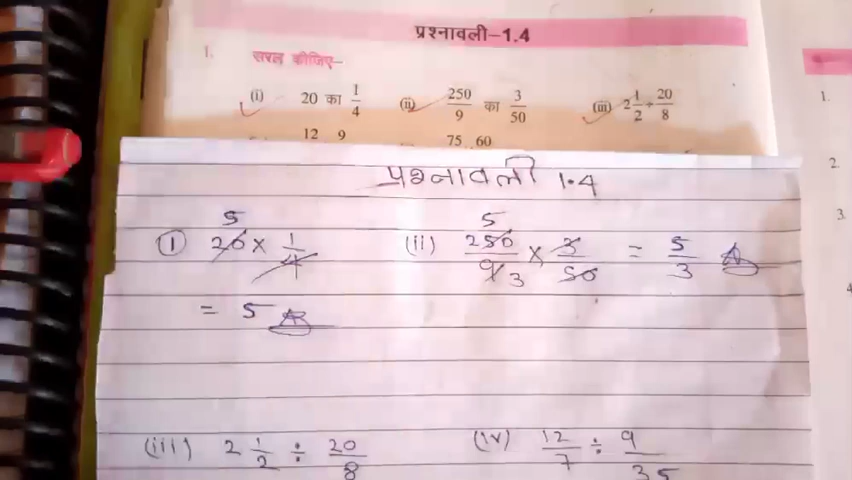 प्रश्नावली-1.4
1. सरल कीजिए-
(i) 20 का 1/4 (ii) 250/9 का 3/50 (iii) 2 1/2 ÷ 20/8
12 9 75 60
1.
2.
3.
4
प्रश्नावली 1.4
① 20 5 × 1/4 (ii) 250 5/9 3 × 3/50 = 5/3 A
= 5 A
(iii) 2 1/2 ÷ 20/8 (iv) 12/7 ÷ 9/35